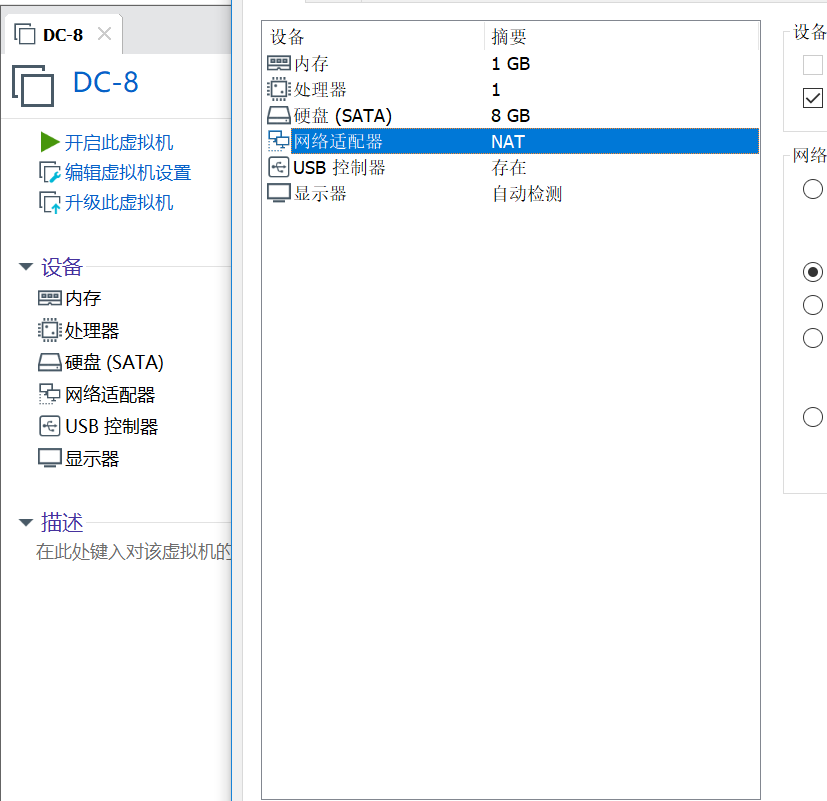 DC-8
DC-8
开启此虚拟机
编辑虚拟机设置
升级此虚拟机
设备
内存
处理器
硬盘 (SATA)
网络适配器
USB 控制器
显示器
描述
在此处键入对该虚拟机的
设备 摘要
内存 1 GB
处理器 1
硬盘 (SATA) 8 GB
网络适配器 NAT
USB 控制器 存在
显示器 自动检测
设备
网络